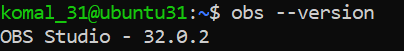 komal_31@ubuntu31:~$ obs --version
OBS Studio - 32.0.2